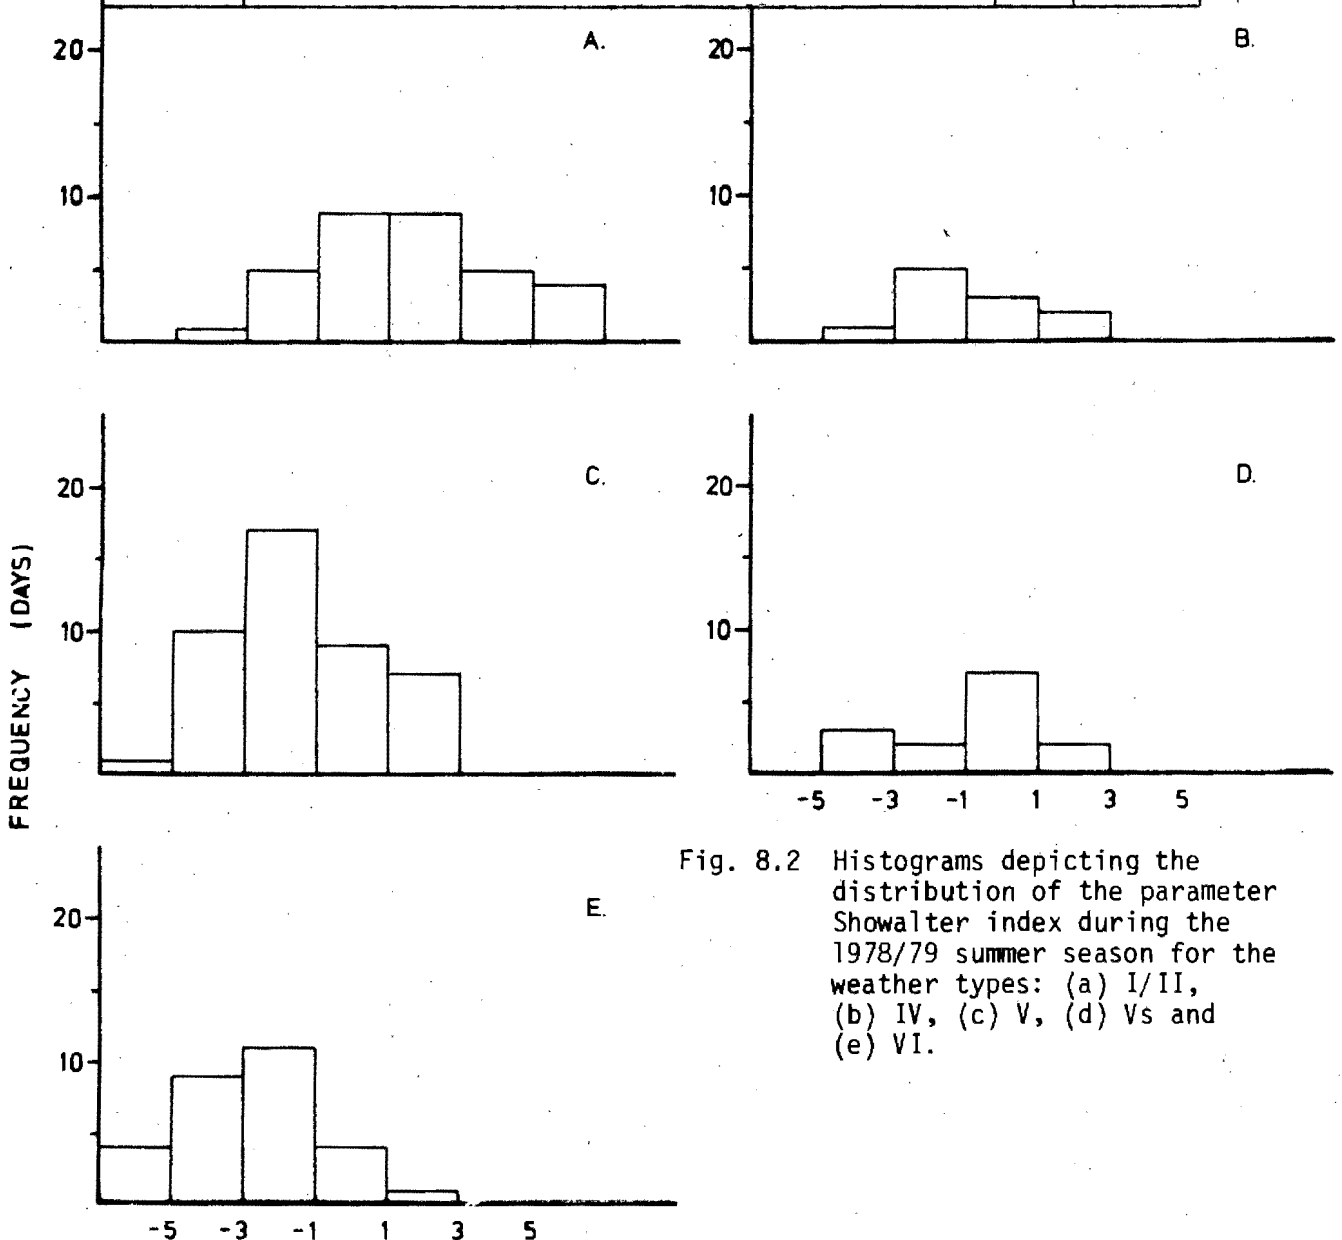 20
A.
10
20
B.
10
FREQUENCY (DAYS)
20
C.
10
20
D.
10
-5 -3 -1 1 3 5
20
E.
10
-5 -3 -1 1 3 5
Fig. 8.2 Histograms depicting the
distribution of the parameter
Showalter index during the
1978/79 summer season for the
weather types: (a) I/II,
(b) IV, (c) V, (d) Vs and
(e) VI.